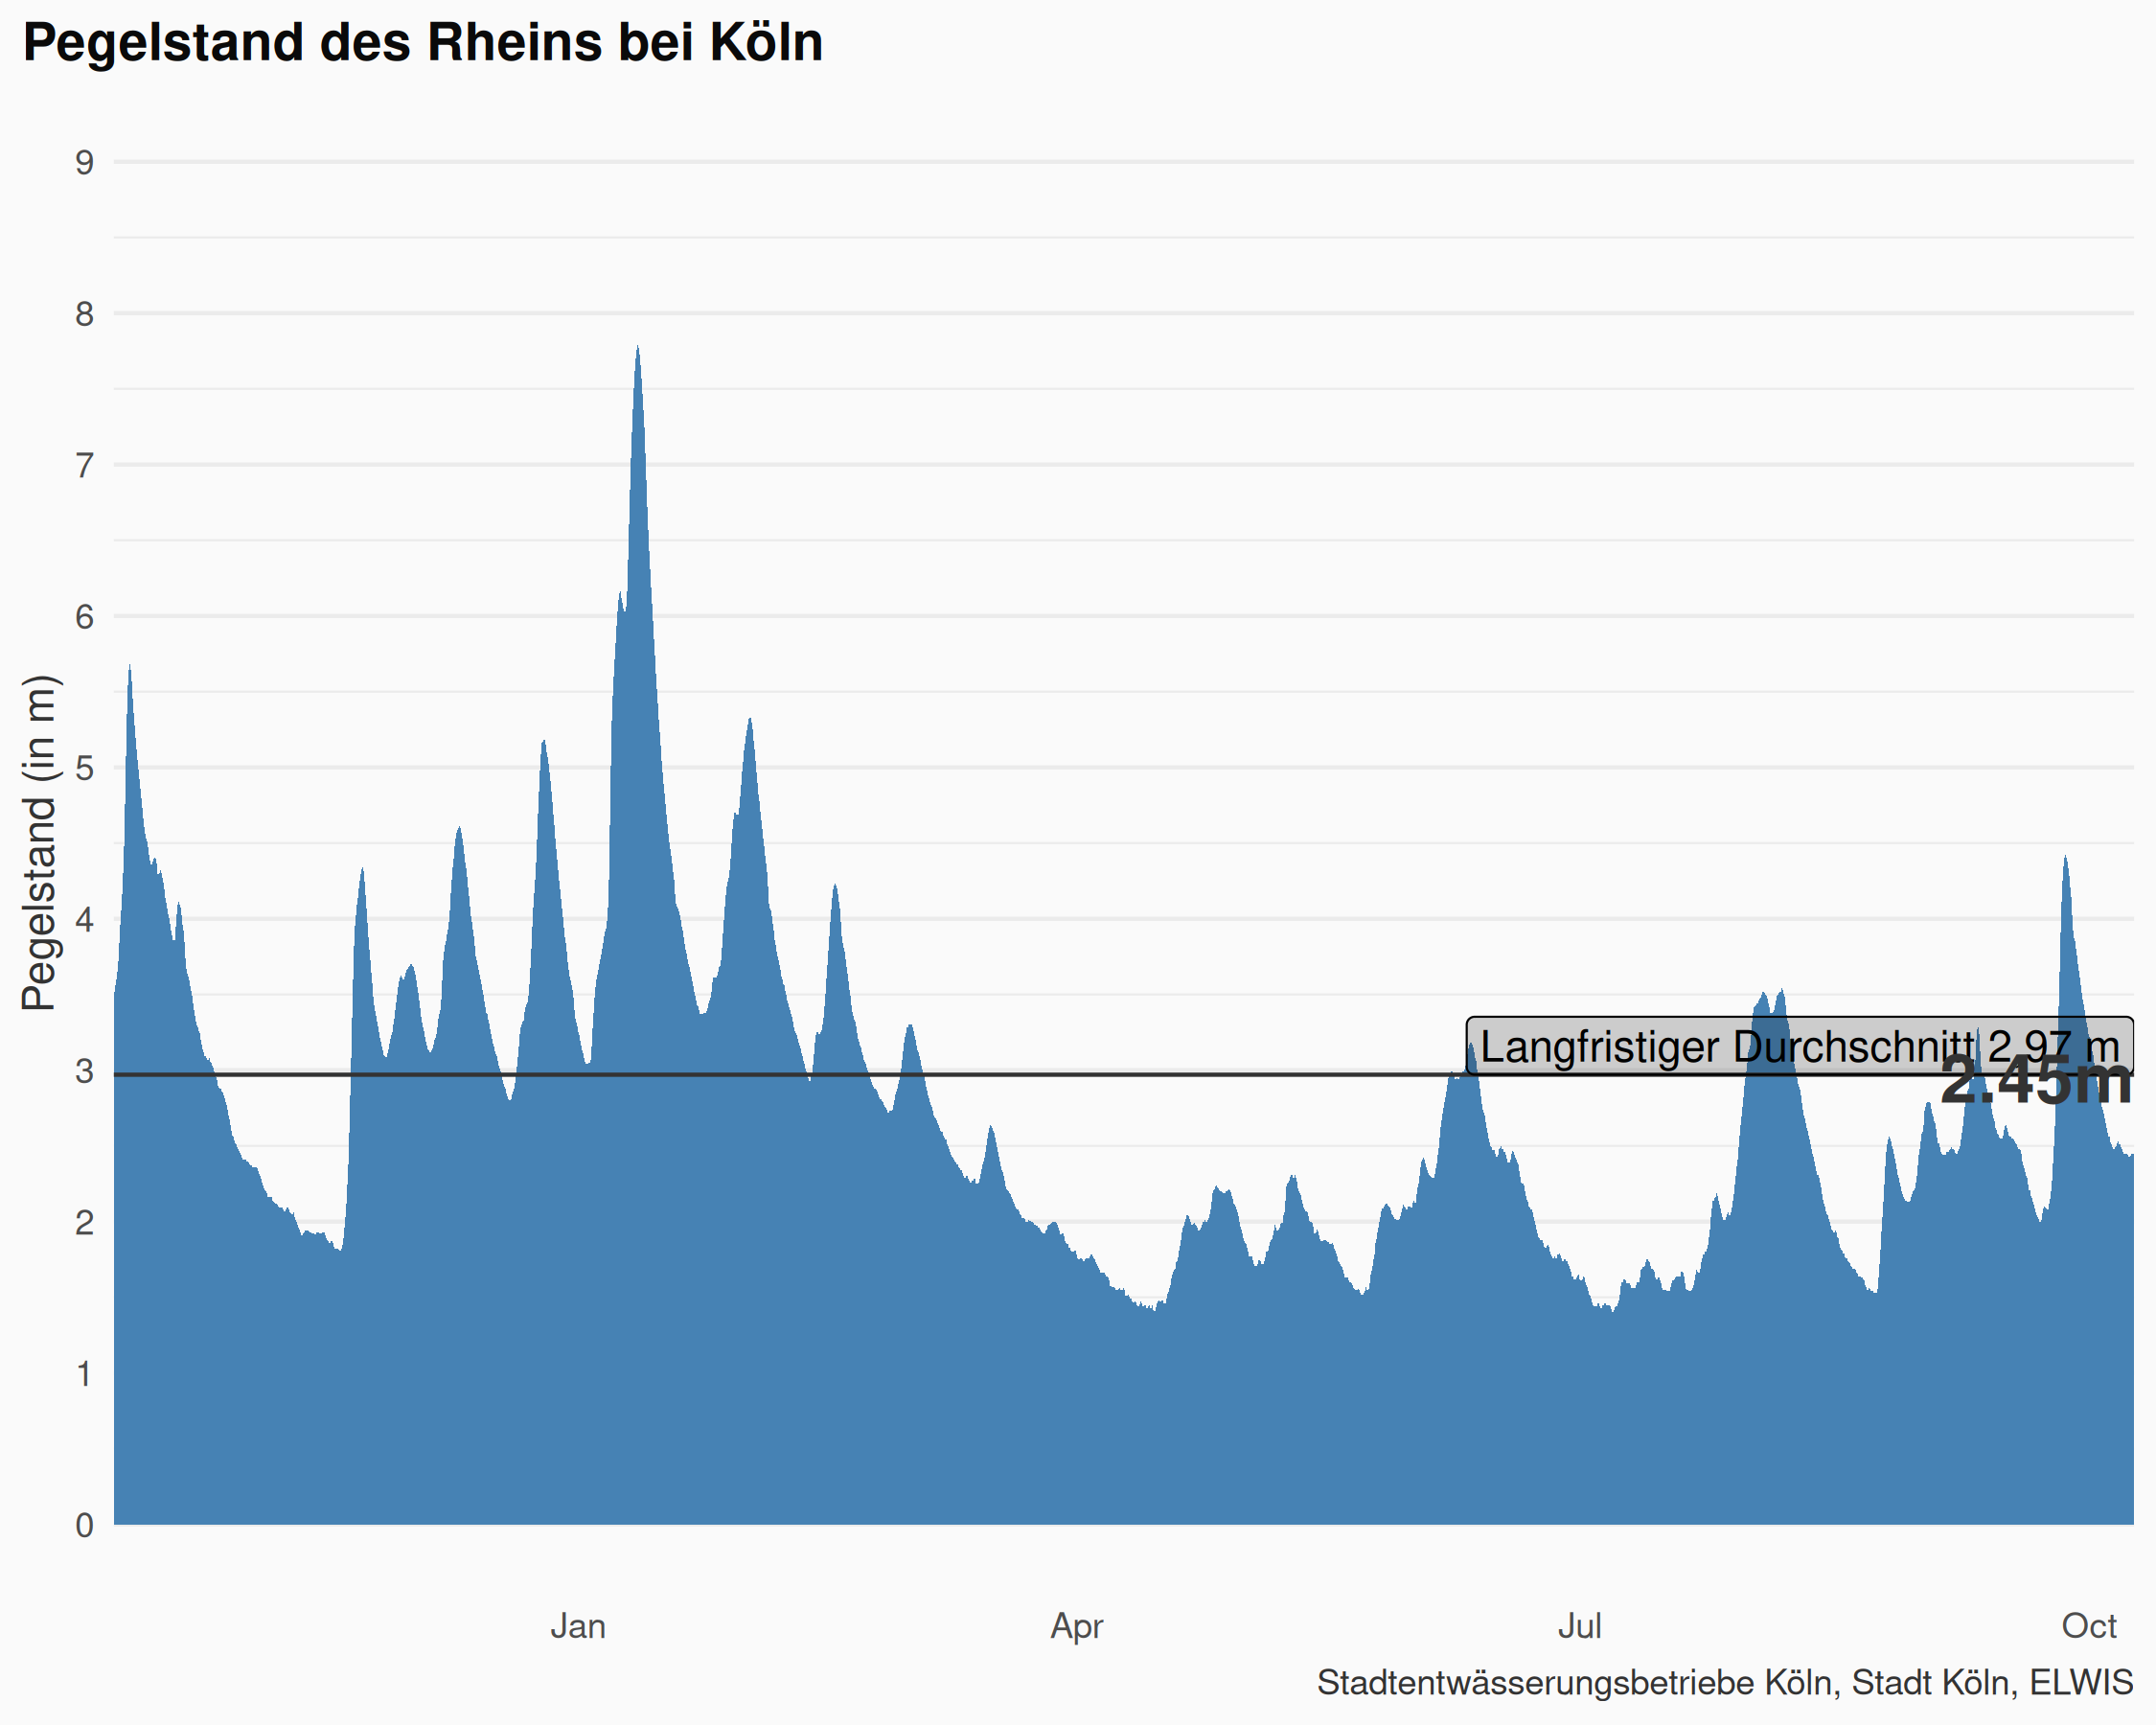 Pegelstand des Rheins bei Köln
9
8
7
6
5
4
3
2
1
0
Pegelstand (in m)
Langfristiger Durchschnitt 2.97 m
2.45m
Jan Apr Jul Oct
Stadtentwässerungsbetriebe Köln, Stadt Köln, ELWIS